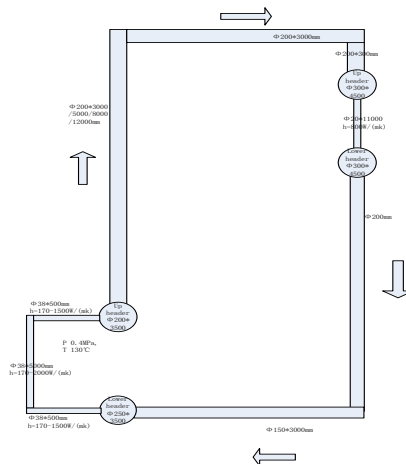 Φ200*3000mm
Φ200*300mm
Up
header
Φ300*
4500
Φ200*3000
/5000/8000
/12000mm
Φ20*11000
h=800W/(mk)
Lower
header
Φ300*
4500
Φ200mm
Φ38*500mm
h=170-1500W/(mk)
Up
header
Φ200*
3500
P 0.4MPa,
T 130℃
Φ38*5000mm
h=170-2000W/(mk)
Lower
header
Φ250*
3500
Φ38*500mm
h=170-1500W/(mk)
Φ150*3000mm